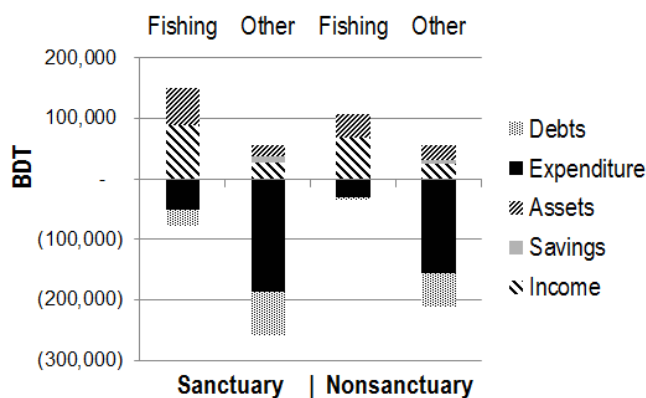 Fishing Other Fishing Other
200,000
100,000
-
(100,000)
(200,000)
(300,000)
BDT
Sanctuary | Nonsanctuary
Debts
Expenditure
Assets
Savings
Income